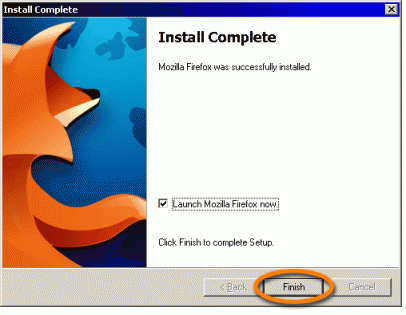 Install Complete
Install Complete
Mozilla Firefox was successfully installed.
Launch Mozilla Firefox now.
Click Finish to complete Setup.
< Back Finish Cancel